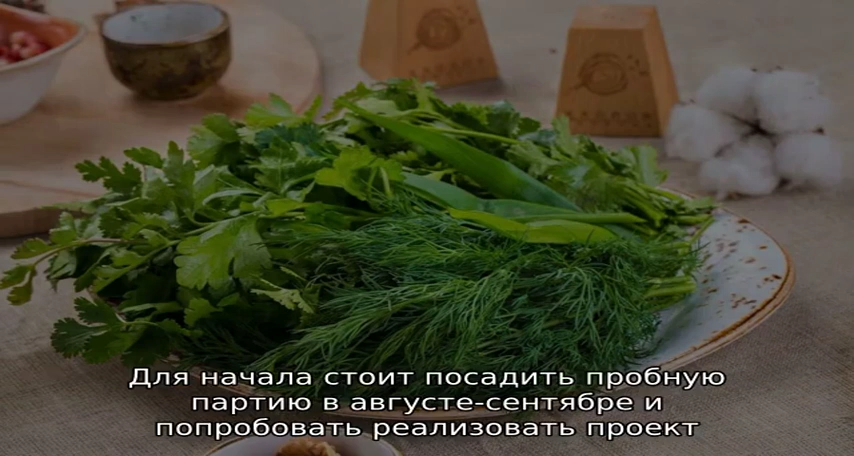 Для начала стоит посадить пробную
партию в августе-сентябре и
попробовать реализовать проект